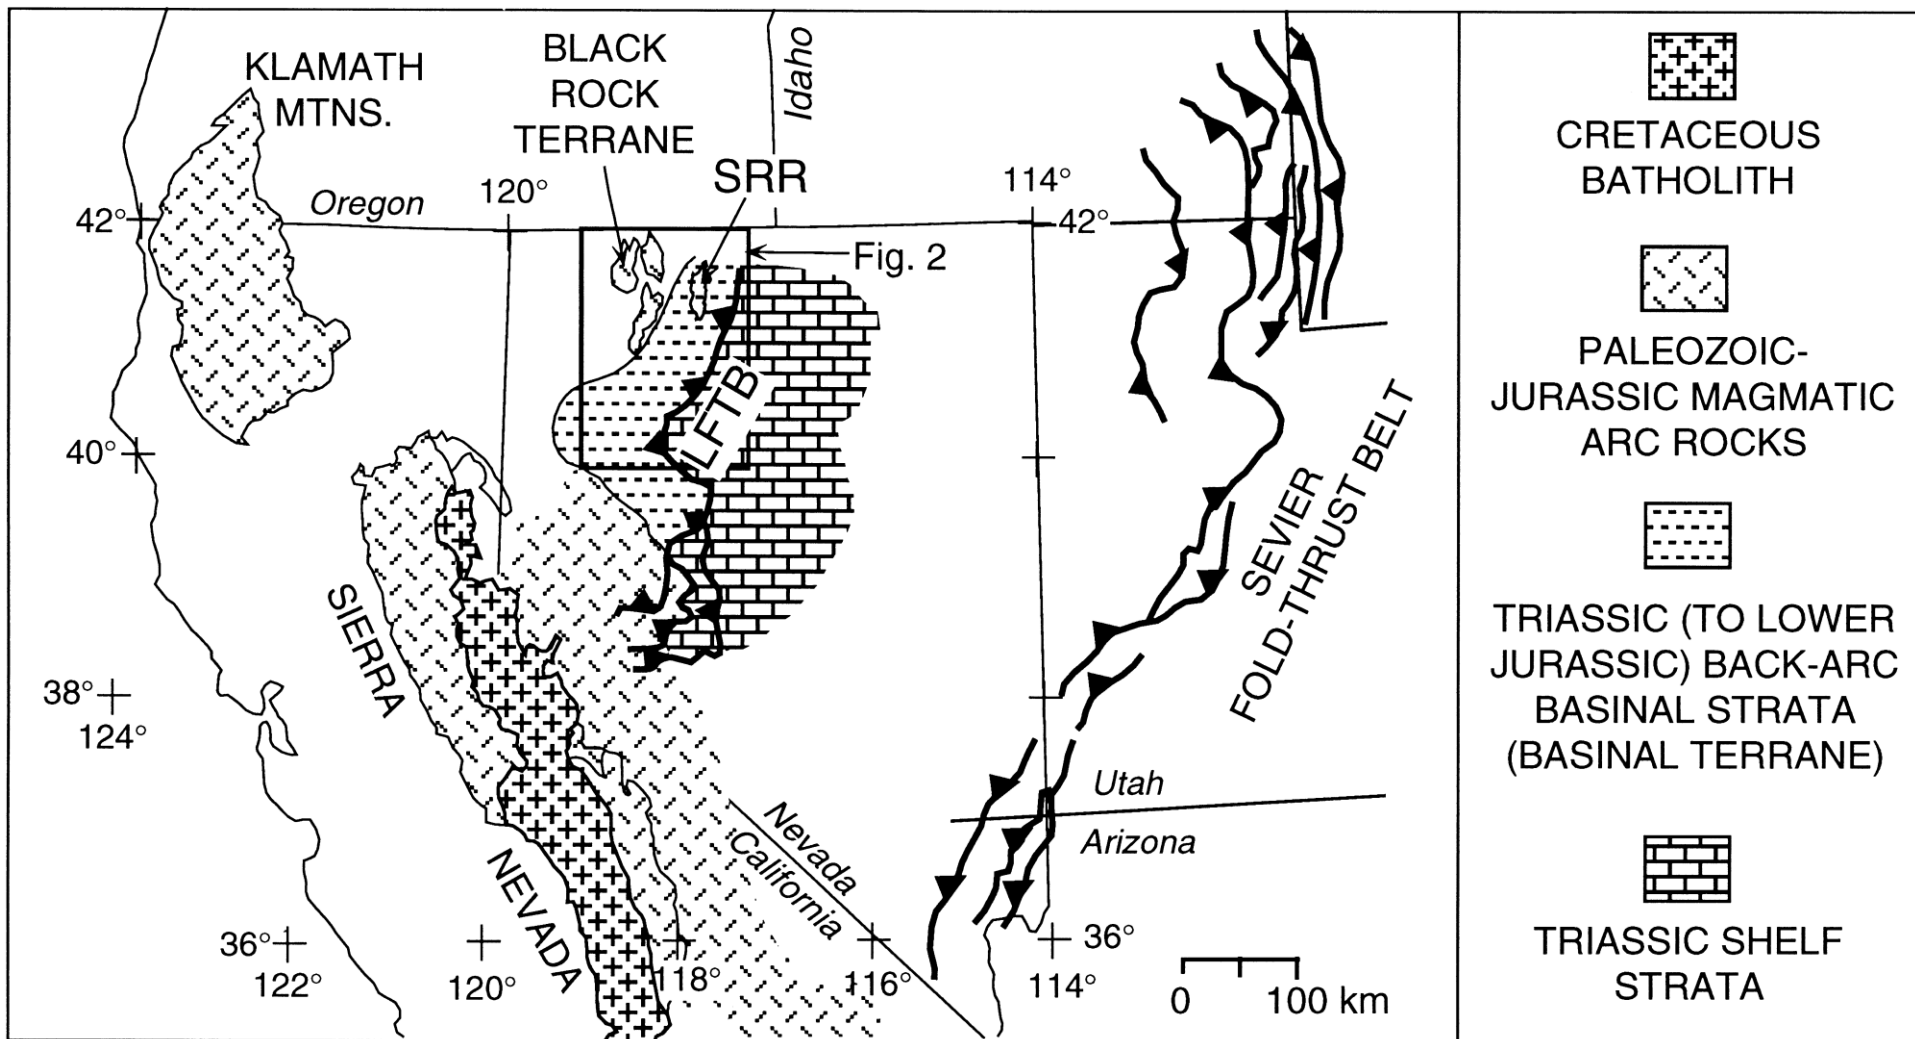 KLAMATH
MTNS.
BLACK
ROCK
TERRANE
SRR
Idaho
Oregon
120°
114°
42°
42°
Fig. 2
LFTB
40°
SIERRA
NEVADA
38°
124°
SEVIER
FOLD-THRUST BELT
Utah
Arizona
Nevada
California
36°
122°
120°
118°
116°
36°
114°
0 100 km
CRETACEOUS
BATHOLITH
PALEOZOIC-
JURASSIC MAGMATIC
ARC ROCKS
TRIASSIC (TO LOWER
JURASSIC) BACK-ARC
BASINAL STRATA
(BASINAL TERRANE)
TRIASSIC SHELF
STRATA